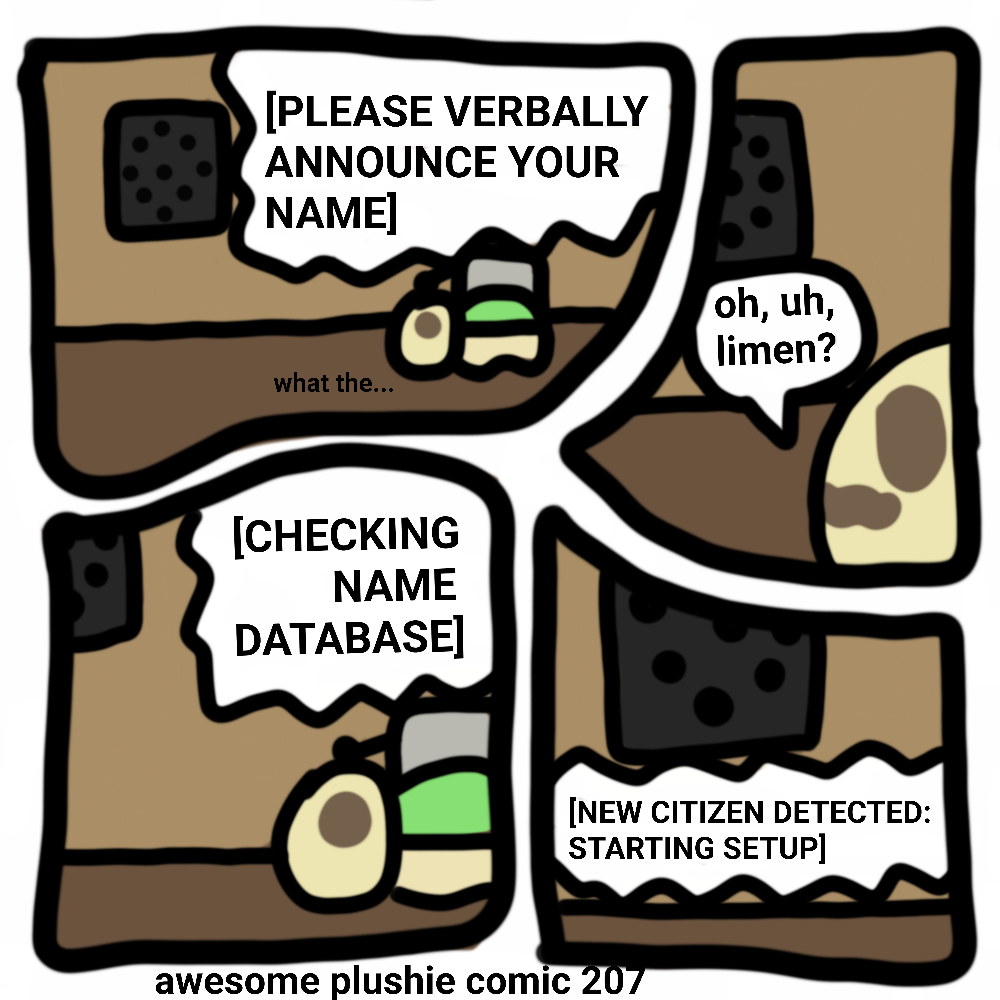 [PLEASE VERBALLY
ANNOUNCE YOUR
NAME]
what the...
oh, uh,
limen?
[CHECKING
NAME
DATABASE]
[NEW CITIZEN DETECTED:
STARTING SETUP]
awesome plushie comic 207